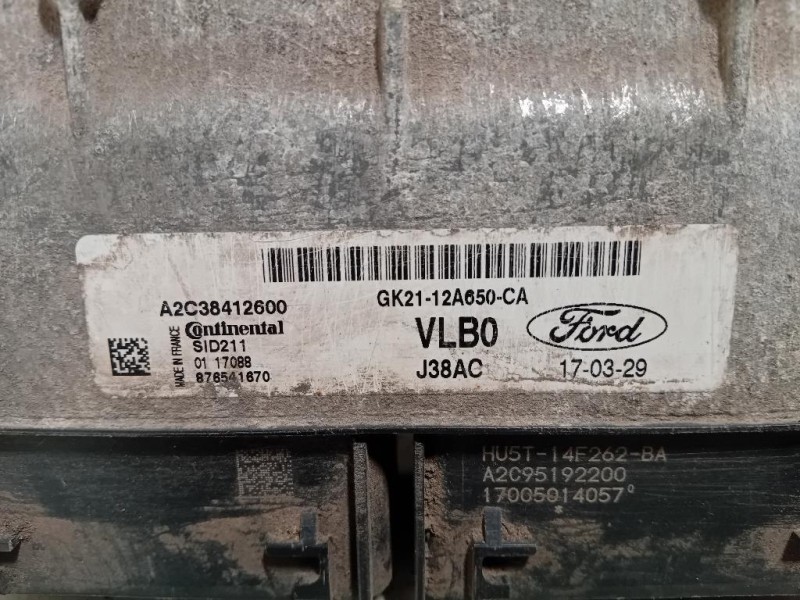 GK21-12A650-CA
A2C38412600
Continental
SID211
01 17088
876541670
MADE IN FRANCE
VLB0
Ford
J38AC
17-03-29
HU5T-14F262-BA
A2C95192200
17005014057°
*